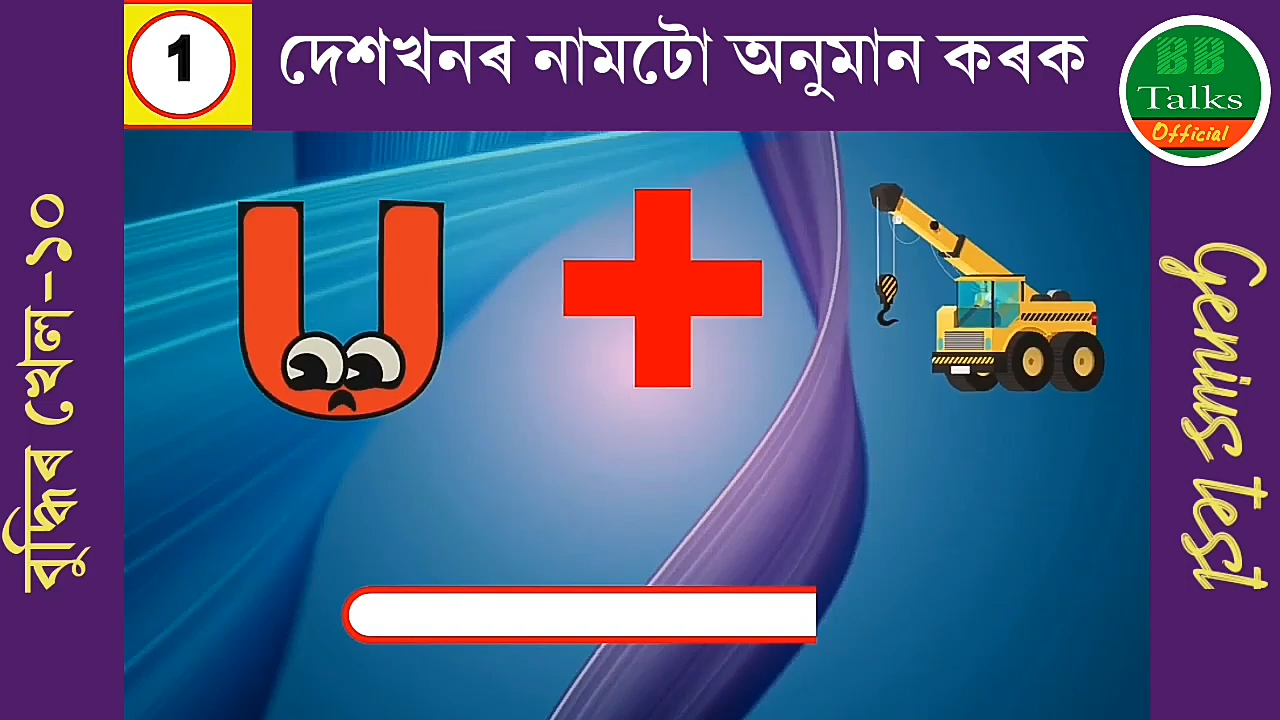 1
দেশখনৰ নামটো অনুমান কৰক
BB
Talks
Official
বুদ্ধিৰ খেল-১০
U
Genius Test